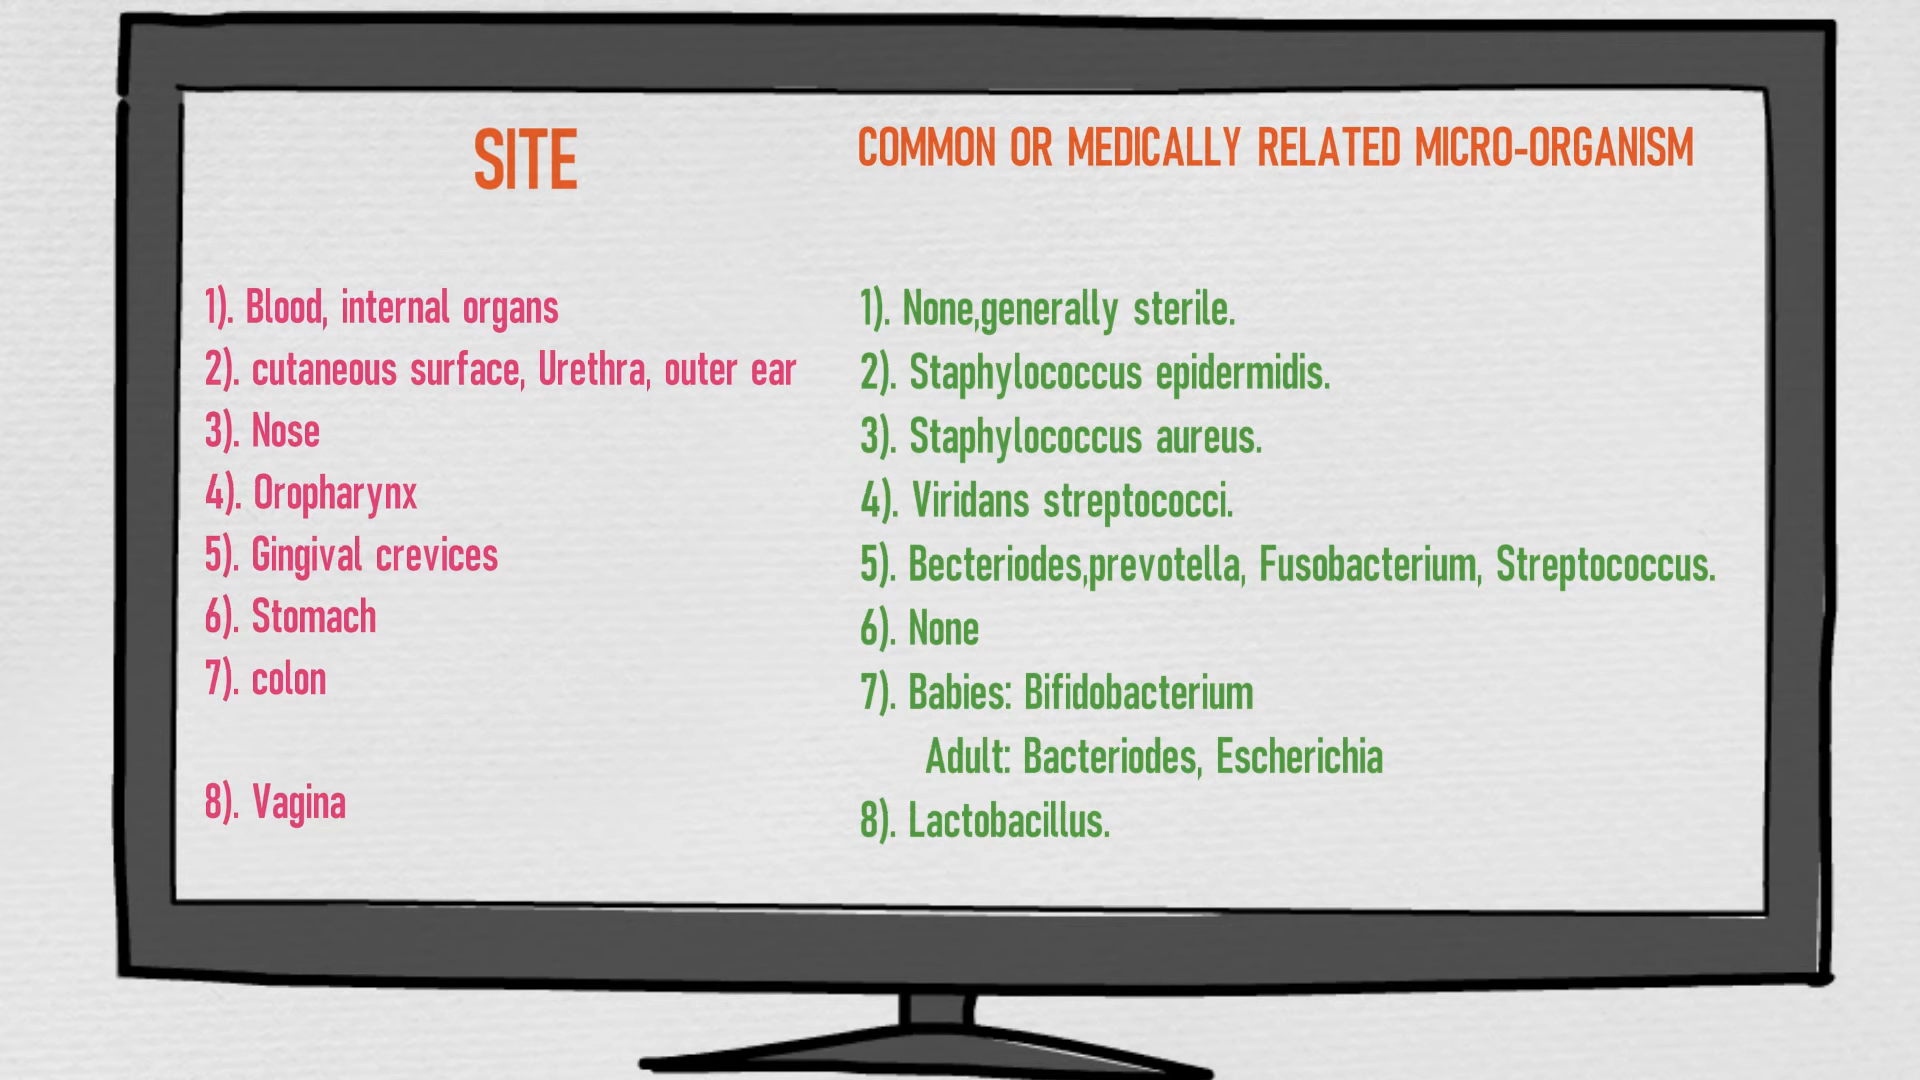 SITE
COMMON OR MEDICALLY RELATED MICRO-ORGANISM
1). Blood, internal organs
2). cutaneous surface, Urethra, outer ear
3). Nose
4). Oropharynx
5). Gingival crevices
6). Stomach
7). colon
8). Vagina
1). None,generally sterile.
2). Staphylococcus epidermidis.
3). Staphylococcus aureus.
4). Viridans streptococci.
5). Becteriodes,prevotella, Fusobacterium, Streptococcus.
6). None
7). Babies: Bifidobacterium
Adult: Bacteriodes, Escherichia
8). Lactobacillus.